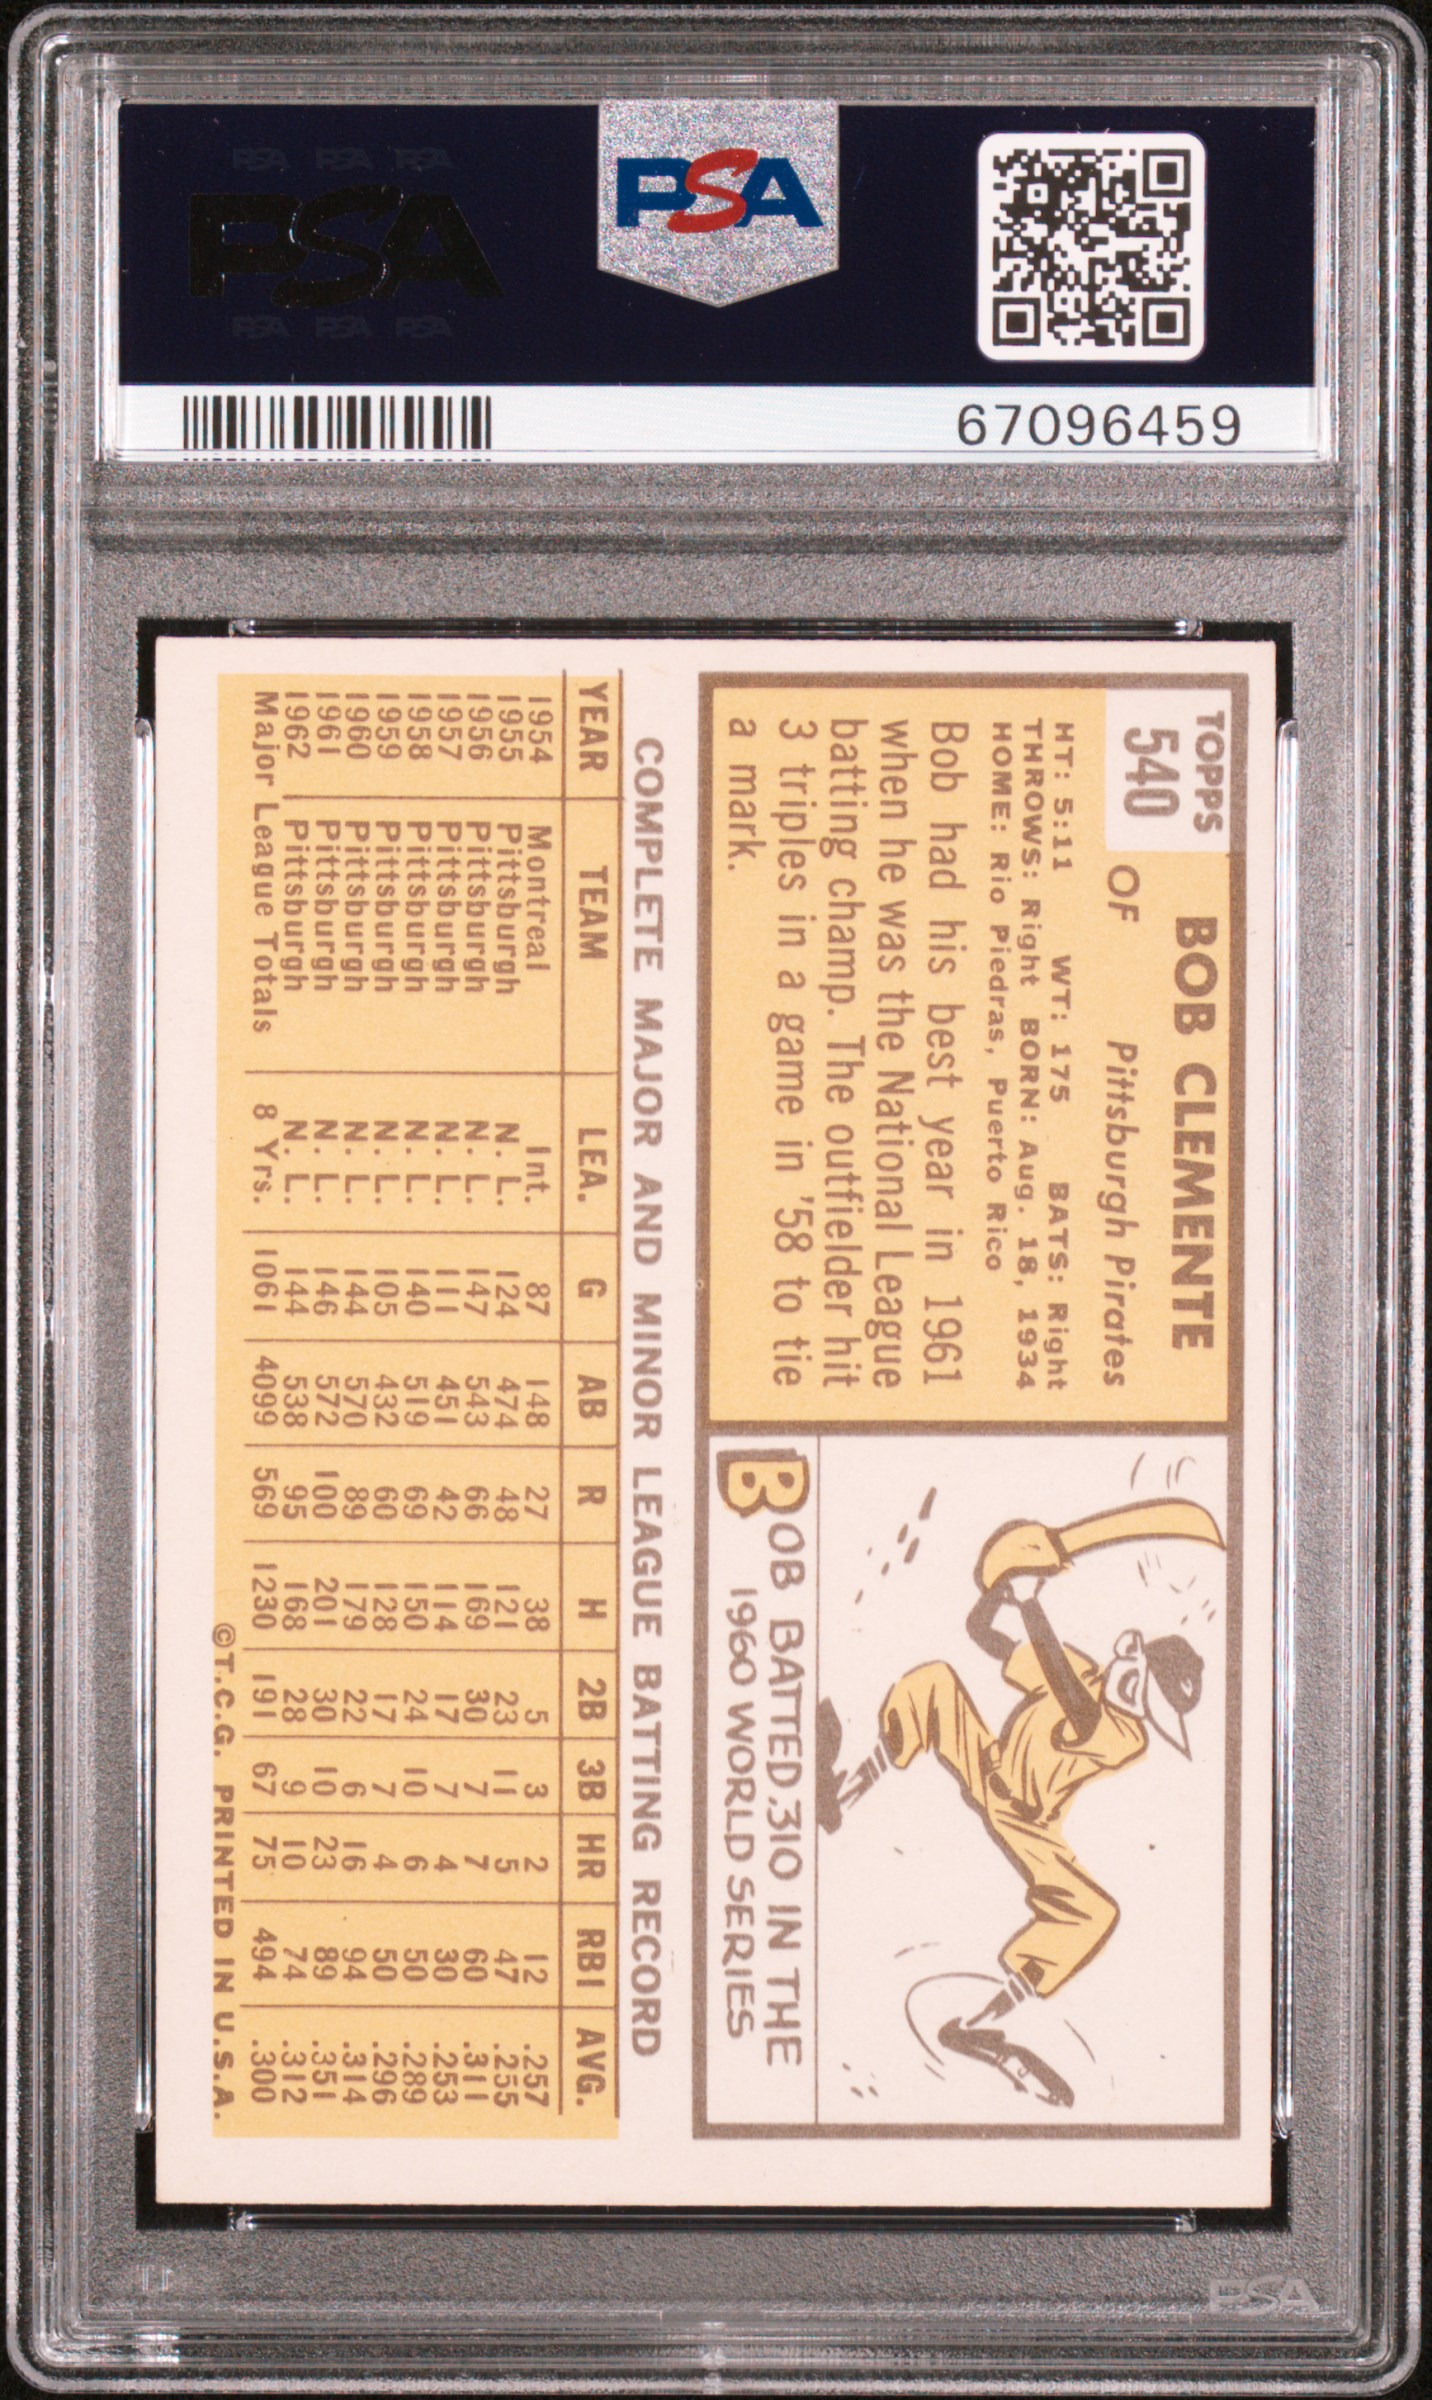 PSA PSA PSA
PSA
PSA PSA PSA
PSA
67096459
TOPPS
540
BOB CLEMENTE
OF Pittsburgh Pirates
HT: 5:11 WT: 175 BATS: Right
THROWS: Right BORN: Aug. 18, 1934
HOME: Rio Piedras, Puerto Rico
Bob had his best year in 1961
when he was the National League
batting champ. The outfielder hit
3 triples in a game in '58 to tie
a mark.
BOB BATTED .310 IN THE
1960 WORLD SERIES
COMPLETE MAJOR AND MINOR LEAGUE BATTING RECORD
YEAR TEAM LEA. G AB R H 2B 3B HR RBI AVG.
1954 Montreal Int. 87 148 27 38 5 3 2 12 .257
1955 Pittsburgh N. L. 124 474 48 121 23 11 5 47 .255
1956 Pittsburgh N. L. 147 543 66 169 30 7 7 60 .311
1957 Pittsburgh N. L. 111 451 42 114 17 7 4 30 .253
1958 Pittsburgh N. L. 140 519 69 150 24 10 6 50 .289
1959 Pittsburgh N. L. 105 432 60 128 17 7 4 50 .296
1960 Pittsburgh N. L. 144 570 89 179 22 6 16 94 .314
1961 Pittsburgh N. L. 146 572 100 201 30 10 23 89 .351
1962 Pittsburgh N. L. 144 538 95 168 28 9 10 74 .312
Major League Totals 8 Yrs. 1061 4099 569 1230 191 67 75 494 .300
©T.C.G. PRINTED IN U.S.A.
PSA